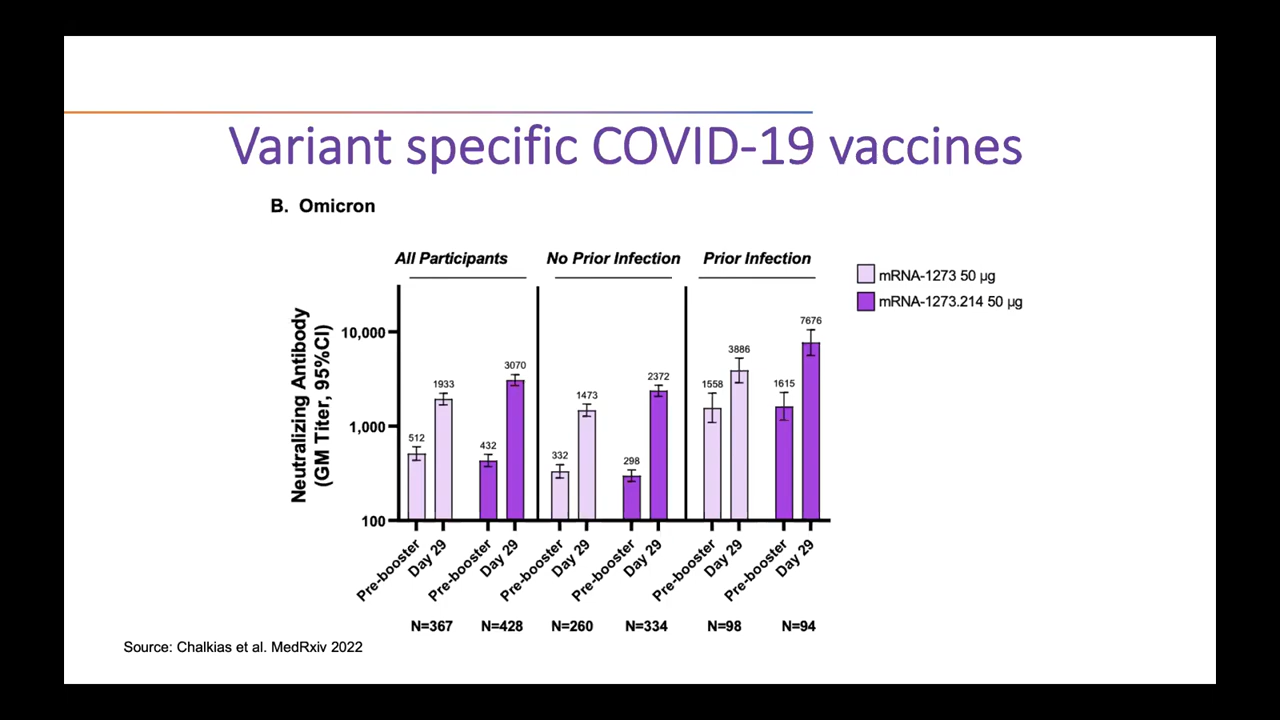 Variant specific COVID-19 vaccines
B. Omicron
All Participants
No Prior Infection
Prior Infection
mRNA-1273 50 µg
mRNA-1273.214 50 µg
Neutralizing Antibody
(GM Titer, 95%CI)
10,000
1,000
100
512
1933
432
3070
332
1473
298
2372
1558
3886
1615
7676
Pre-booster
Day 29
Pre-booster
Day 29
Pre-booster
Day 29
Pre-booster
Day 29
Pre-booster
Day 29
Pre-booster
Day 29
N=367
N=428
N=260
N=334
N=98
N=94
Source: Chalkias et al. MedRxiv 2022